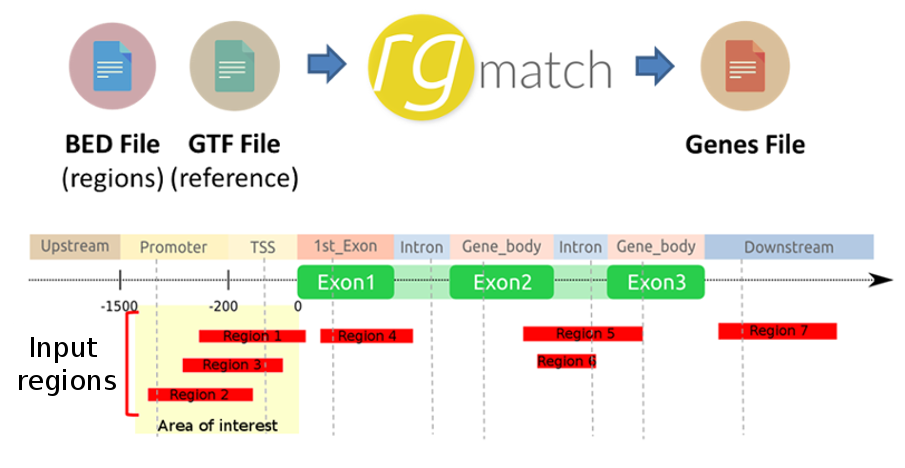 rgmatch
BED File
(regions)
GTF File
(reference)
Genes File
Upstream Promoter TSS 1st_Exon Intron Gene_body Intron Gene_body Downstream
Exon1 Exon2 Exon3
-1500 -200 0
Input
regions
Region 1 Region 4 Region 5 Region 7
Region 3 Region 6
Region 2
Area of interest